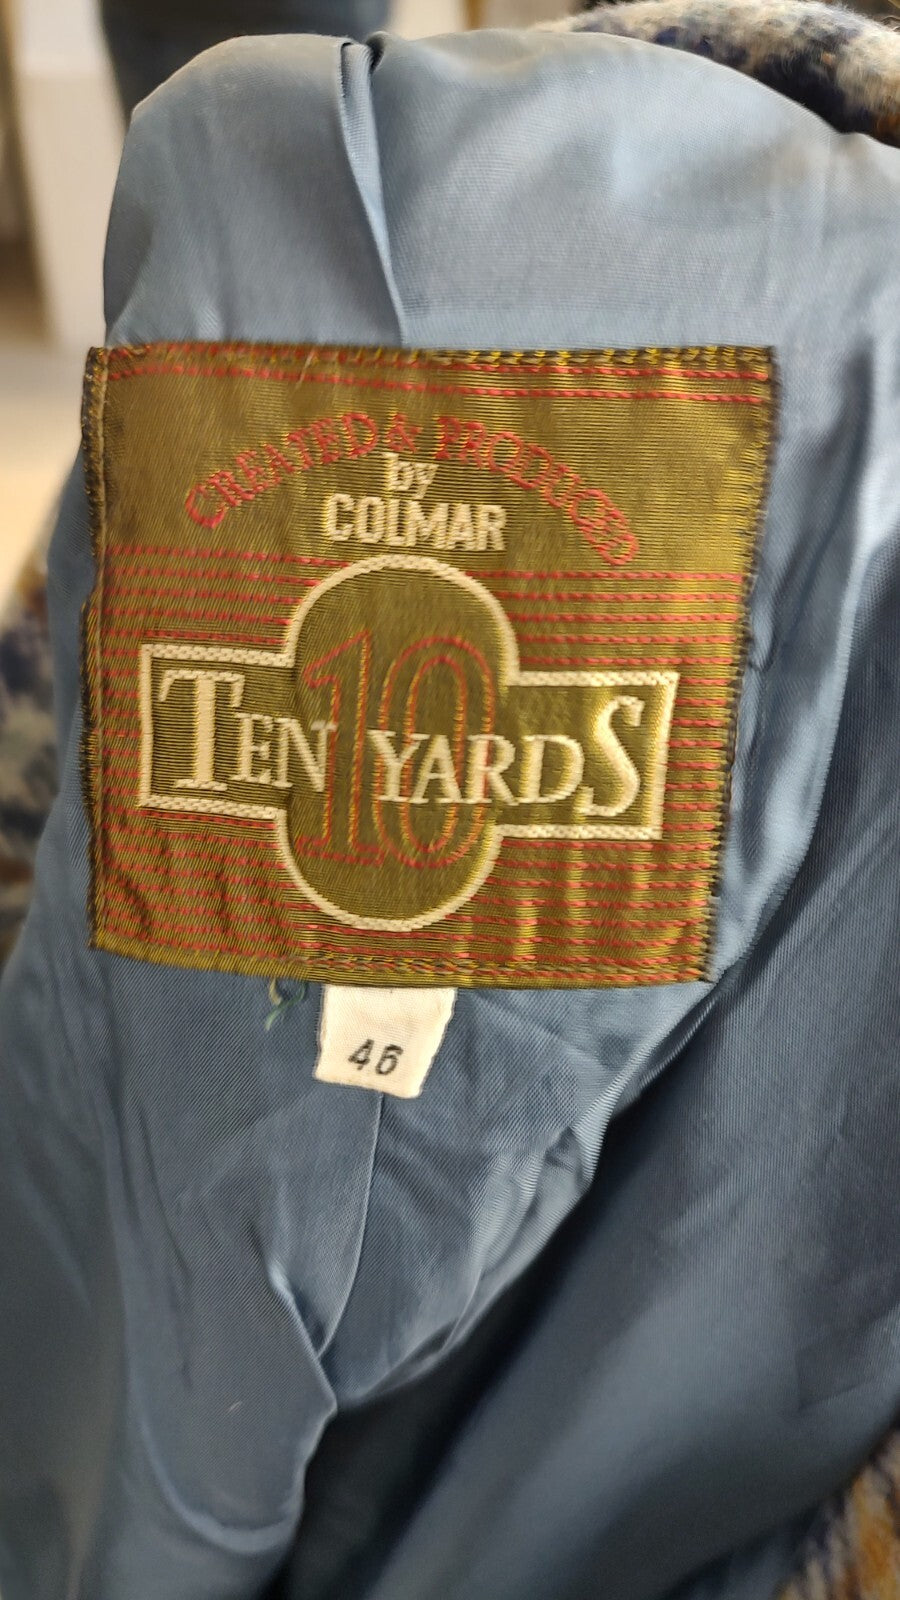 CREATED & PRODUCED
by
COLMAR
10
TEN YARDS
46